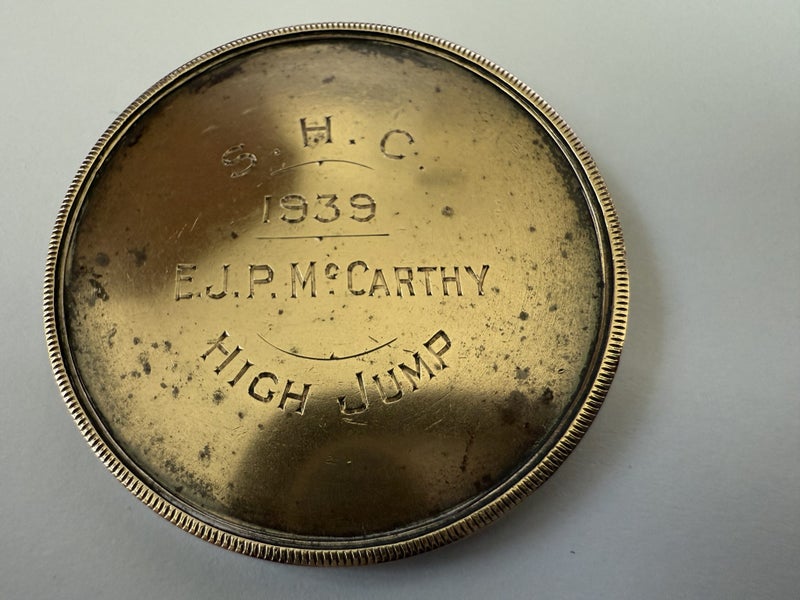 S. H. C.
1939
E.J.P. McCARTHY
HIGH JUMP